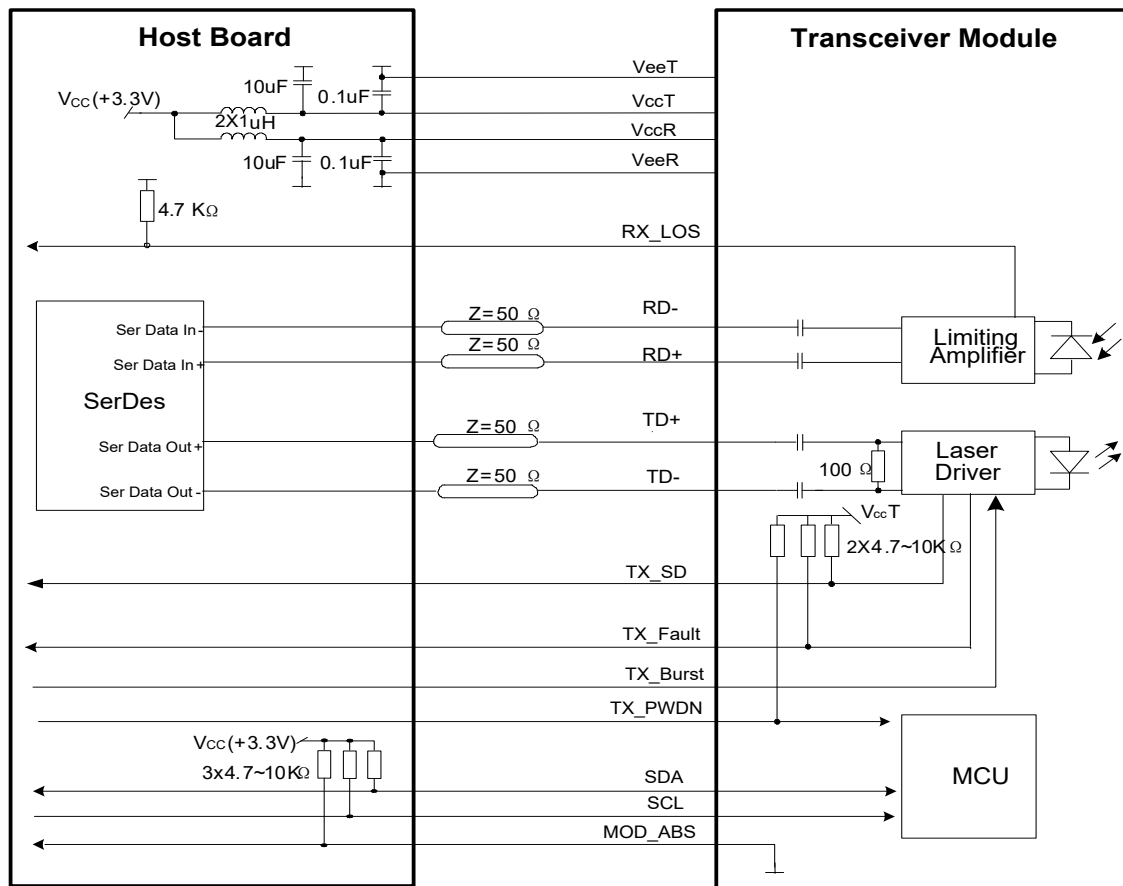 Host Board
Transceiver Module
VeeT
10uF
0.1uF
VCC(+3.3V)
VccT
2X1uH
VccR
10uF
0.1uF
VeeR
4.7 KΩ
RX_LOS
Z=50 Ω
RD-
Ser Data In-
Z=50 Ω
RD+
Ser Data In+
Limiting
Amplifier
SerDes
Z=50 Ω
TD+
Ser Data Out+
Laser
Driver
100 Ω
Z=50 Ω
TD-
Ser Data Out-
VccT
2X4.7~10KΩ
TX_SD
TX_Fault
TX_Burst
TX_PWDN
VCC(+3.3V)
3x4.7~10KΩ
SDA
MCU
SCL
MOD_ABS